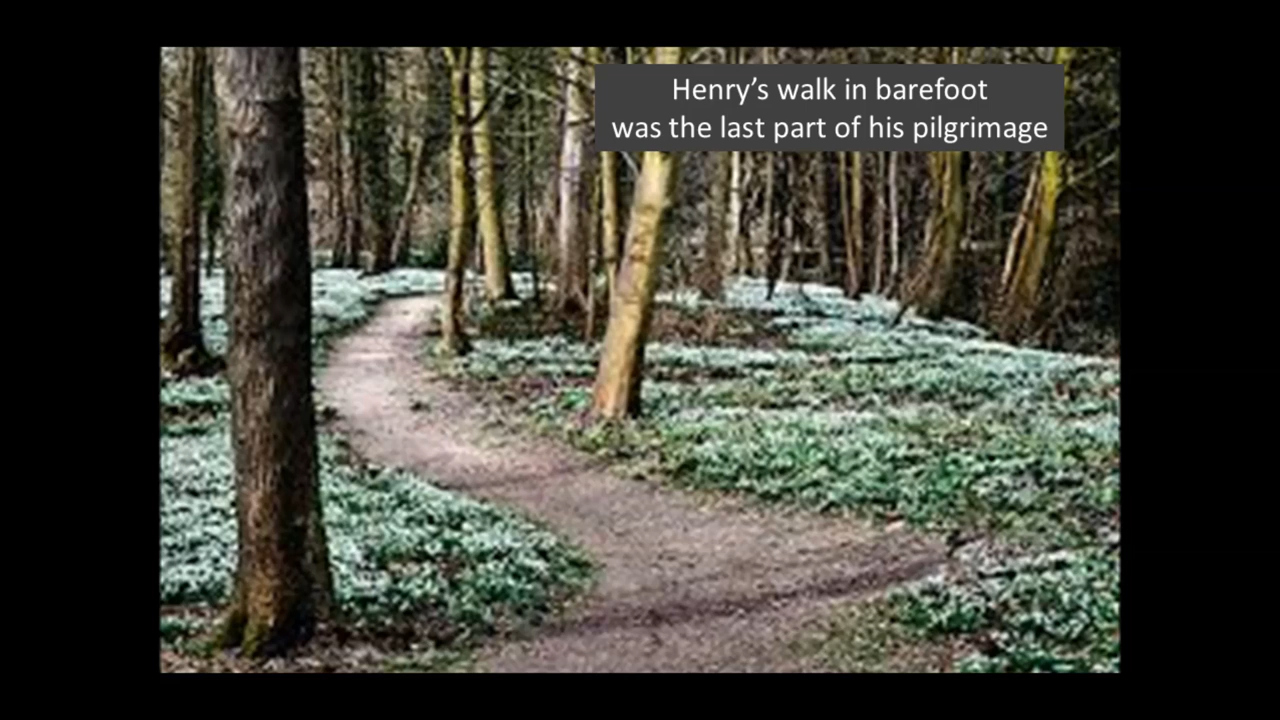 Henry’s walk in barefoot
was the last part of his pilgrimage